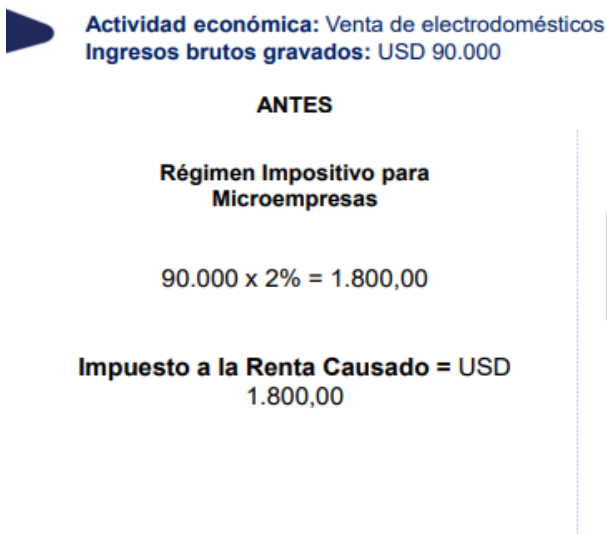 Actividad económica: Venta de electrodomésticos
Ingresos brutos gravados: USD 90.000
ANTES
Régimen Impositivo para
Microempresas
90.000 x 2% = 1.800,00
Impuesto a la Renta Causado = USD
1.800,00